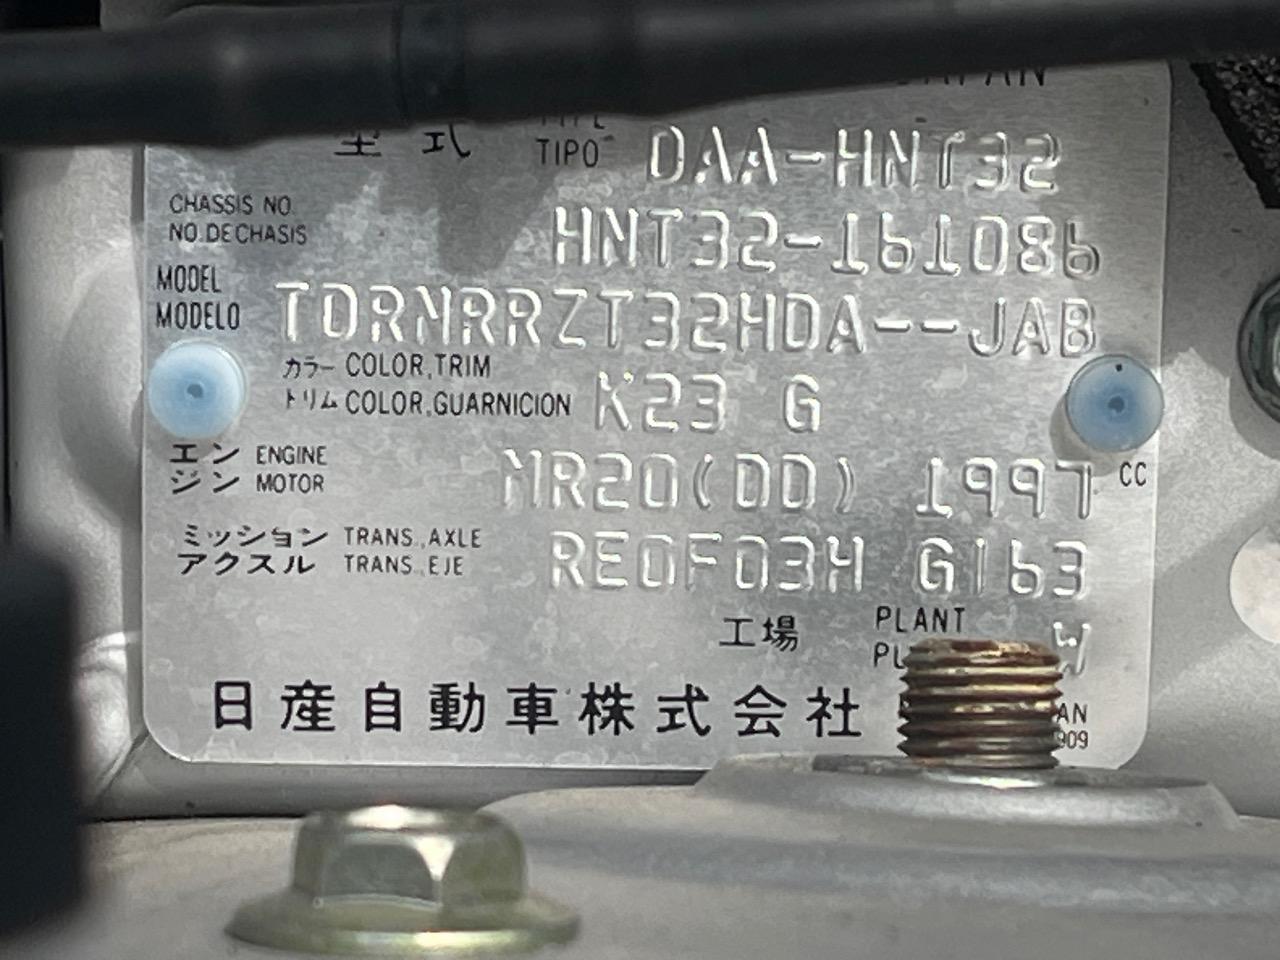 型式 TIPO DAA-HNT32
CHASSIS NO.
NO.DE CHASIS HNT32-161086
MODEL
MODELO TDRNRRZT32HDA--JAB
カラー COLOR,TRIM
トリム COLOR,GUARNICION K23 G
エン ENGINE
ジン MOTOR MR20(DD) 1997 CC
ミッション TRANS.,AXLE
アクスル TRANS.,EJE RE0F03H G163
工場 PLANT W
日産自動車株式会社